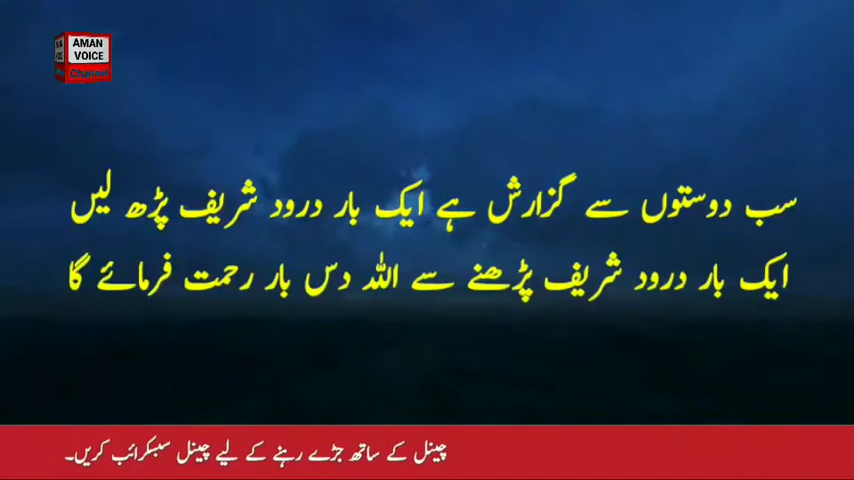 AMAN
VOICE
Channel
سب دوستوں سے گزارش ہے ایک بار درود شریف پڑھ لیں
ایک بار درود شریف پڑھنے سے اللہ دس بار رحمت فرمائے گا
چینل کے ساتھ جڑے رہنے کے لیے چینل سبسکرائب کریں۔